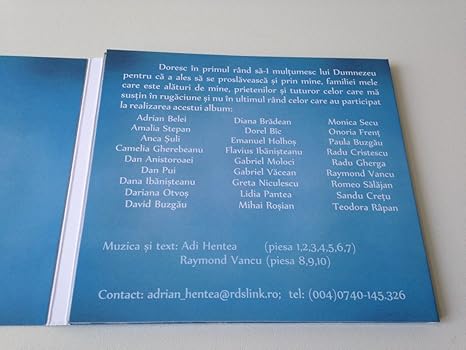 Doresc în primul rând să-I mulțumesc lui Dumnezeu
pentru că a ales să se proslăvească și prin mine, familiei mele
care este alături de mine, prietenilor și tuturor celor care mă
susțin în rugăciune și nu în ultimul rând celor care au participat
la realizarea acestui album:
Adrian Belei Diana Brădean Monica Secu
Amalia Stepan Dorel Bic Onoria Frenț
Anca Șuli Emanuel Holhoș Paula Buzgău
Camelia Gherebeanu Flavius Ibănișteanu Radu Cristescu
Dan Anistoroaei Gabriel Moloci Radu Gherga
Dan Pui Gabriel Văcean Raymond Vancu
Dana Ibănișteanu Greta Niculescu Romeo Sălăjan
Dariana Otvoș Lidia Pantea Sandu Crețu
David Buzgău Mihai Roșian Teodora Râpan
Muzica și text: Adi Hentea (piesa 1,2,3,4,5,6,7)
Raymond Vancu (piesa 8,9,10)
Contact: adrian_hentea@rdslink.ro; tel: (004)0740-145.326